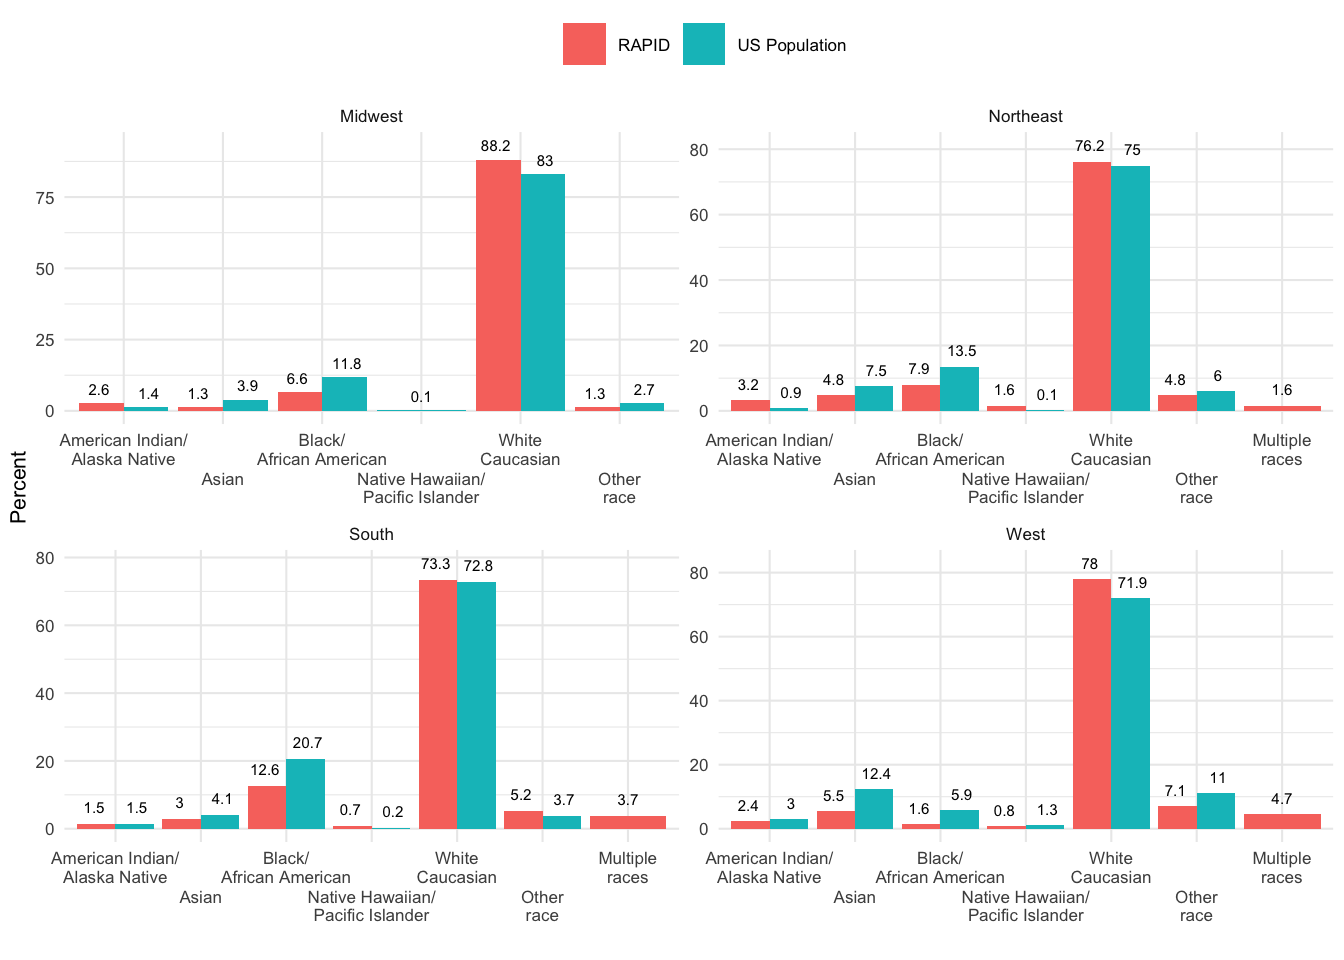 RAPID US Population
Midwest
Northeast
Percent
75
50
25
0
2.6 1.4 1.3 3.9 6.6 11.8 0.1 88.2 83 1.3 2.7
American Indian/ Black/ White
Alaska Native African American Caucasian
Asian Native Hawaiian/ Other
Pacific Islander race
80
60
40
20
0
3.2 0.9 4.8 7.5 7.9 13.5 1.6 0.1 76.2 75 4.8 6 1.6
American Indian/ Black/ White Multiple
Alaska Native African American Caucasian races
Asian Native Hawaiian/ Other
Pacific Islander race
South
80
60
40
20
0
1.5 1.5 3 4.1 12.6 20.7 0.7 0.2 73.3 72.8 5.2 3.7 3.7
American Indian/ Black/ White Multiple
Alaska Native African American Caucasian races
Asian Native Hawaiian/ Other
Pacific Islander race
West
80
60
40
20
0
2.4 3 5.5 12.4 1.6 5.9 0.8 1.3 78 71.9 7.1 11 4.7
American Indian/ Black/ White Multiple
Alaska Native African American Caucasian races
Asian Native Hawaiian/ Other
Pacific Islander race